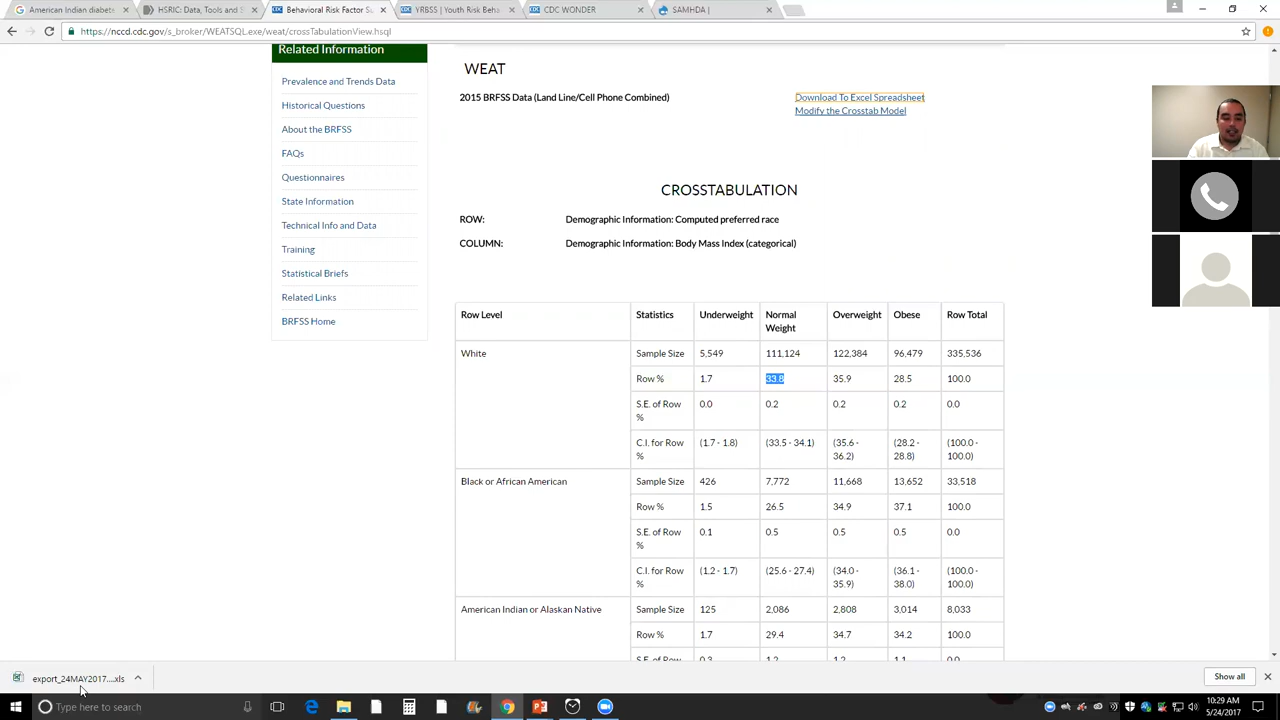 American Indian diabete
HSRIC: Data, Tools and S
Behavioral Risk Factor Su
YRBSS | Youth Risk Beha
CDC WONDER
SAMHDA |
https://nccd.cdc.gov/s_broker/WEATSQL.exe/weat/crossTabulationView.hsql
Related Information
Prevalence and Trends Data
Historical Questions
About the BRFSS
FAQs
Questionnaires
State Information
Technical Info and Data
Training
Statistical Briefs
Related Links
BRFSS Home
WEAT
2015 BRFSS Data (Land Line/Cell Phone Combined)
Download To Excel Spreadsheet
Modify the Crosstab Model
CROSSTABULATION
ROW: Demographic Information: Computed preferred race
COLUMN: Demographic Information: Body Mass Index (categorical)
Row Level Statistics Underweight Normal Weight Overweight Obese Row Total
White Sample Size 5,549 111,124 122,384 96,479 335,536
Row % 1.7 33.8 35.9 28.5 100.0
S.E. of Row % 0.0 0.2 0.2 0.2 0.0
C.I. for Row % (1.7 - 1.8) (33.5 - 34.1) (35.6 - 36.2) (28.2 - 28.8) (100.0 - 100.0)
Black or African American Sample Size 426 7,772 11,668 13,652 33,518
Row % 1.5 26.5 34.9 37.1 100.0
S.E. of Row % 0.1 0.5 0.5 0.5 0.0
C.I. for Row % (1.2 - 1.7) (25.6 - 27.4) (34.0 - 35.9) (36.1 - 38.0) (100.0 - 100.0)
American Indian or Alaskan Native Sample Size 125 2,086 2,808 3,014 8,033
Row % 1.7 29.4 34.7 34.2 100.0
S.E. of Row 0.3 1.2 1.2 1.1 0.0
export_24MAY2017....xls
Show all
Type here to search
10:29 AM
5/24/2017